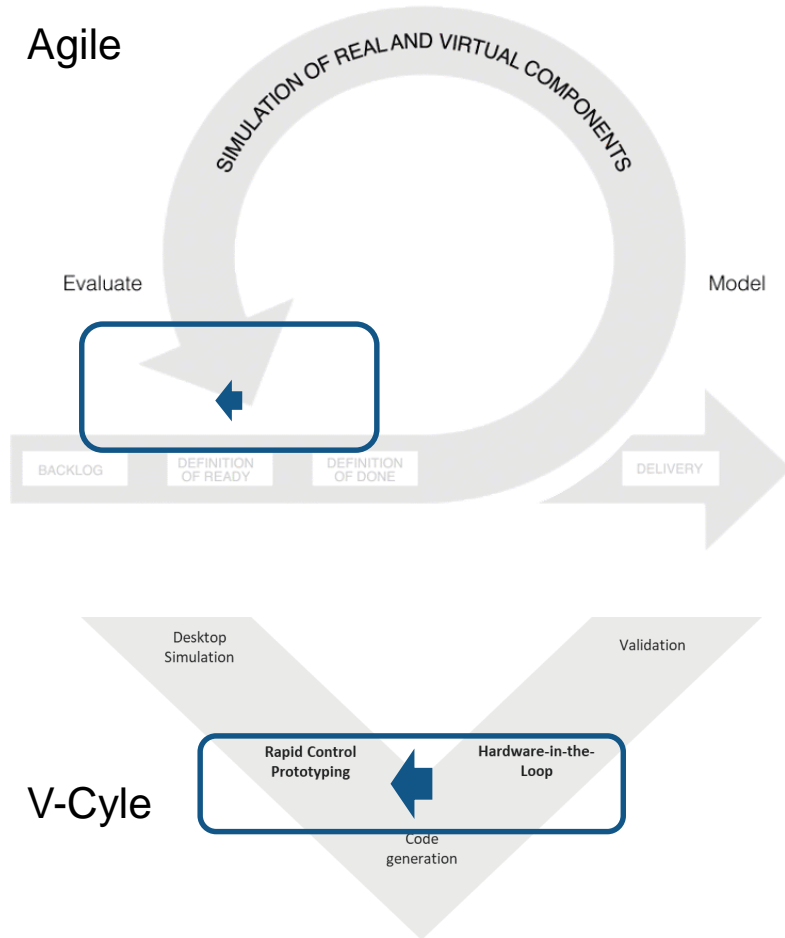 Agile
SIMULATION OF REAL AND VIRTUAL COMPONENTS
Evaluate
Model
BACKLOG
DEFINITION
OF READY
DEFINITION
OF DONE
DELIVERY
Desktop
Simulation
Validation
Rapid Control
Prototyping
Hardware-in-the-
Loop
V-Cyle
Code
generation